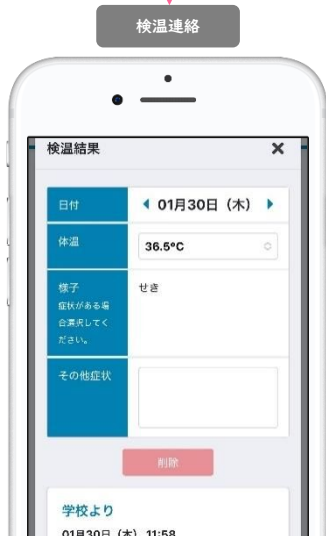 検温連絡
検温結果
日付
01月30日（木）
体温
36.5°C
様子
せき
症状がある場
合選択してく
ださい。
その他症状
削除
学校より
01月30日（木）11:58